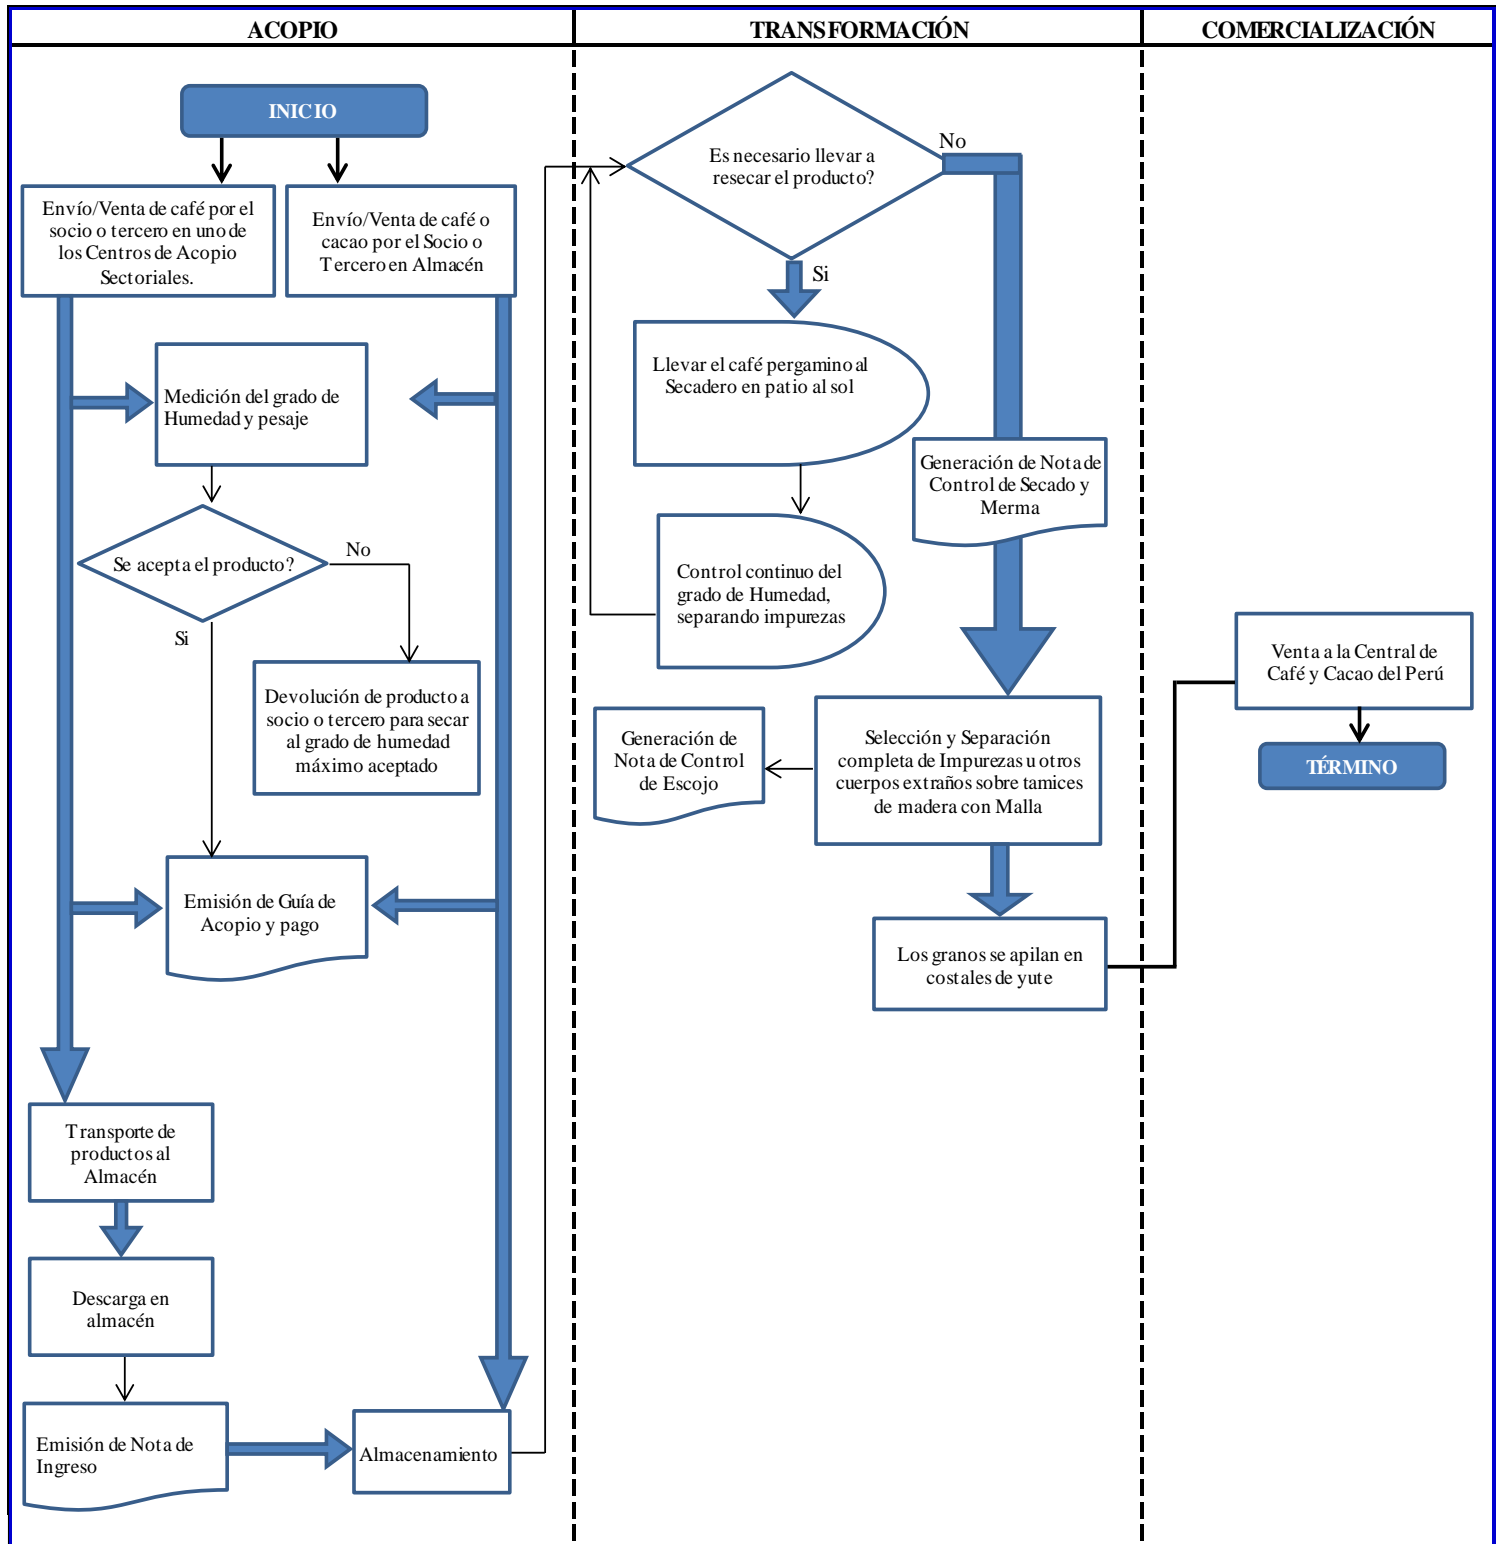 ACOPIO
TRANSFORMACIÓN
COMERCIALIZACIÓN
INICIO
Envío/Venta de café por el
socio o tercero en uno de
los Centros de Acopio
Sectoriales.
Envío/Venta de café o
cacao por el Socio o
Tercero en Almacén
Medición del grado de
Humedad y pesaje
Se acepta el producto?
No
Si
Devolución de producto a
socio o tercero para secar
al grado de humedad
máximo aceptado
Emisión de Guía de
Acopio y pago
Transporte de
productos al
Almacén
Descarga en
almacén
Emisión de Nota de
Ingreso
Almacenamiento
Es necesario llevar a
resecar el producto?
No
Si
Llevar el café pergamino al
Secadero en patio al sol
Generación de Nota de
Control de Secado y
Merma
Control continuo del
grado de Humedad,
separando impurezas
Generación de
Nota de Control
de Escojo
Selección y Separación
completa de Impurezas u otros
cuerpos extraños sobre tamices
de madera con Malla
Los granos se apilan en
costales de yute
Venta a la Central de
Café y Cacao del Perú
TÉRMINO